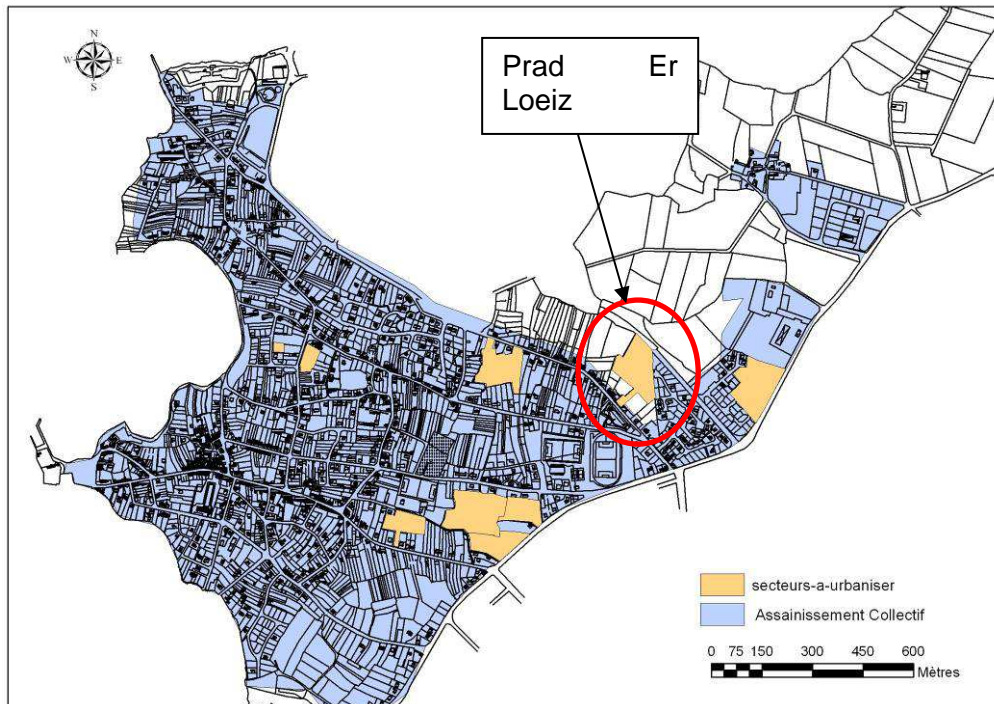 N
W E
S
Prad Er
Loeiz
secteurs-a-urbaniser
Assainissement Collectif
0 75 150 300 450 600
Mètres